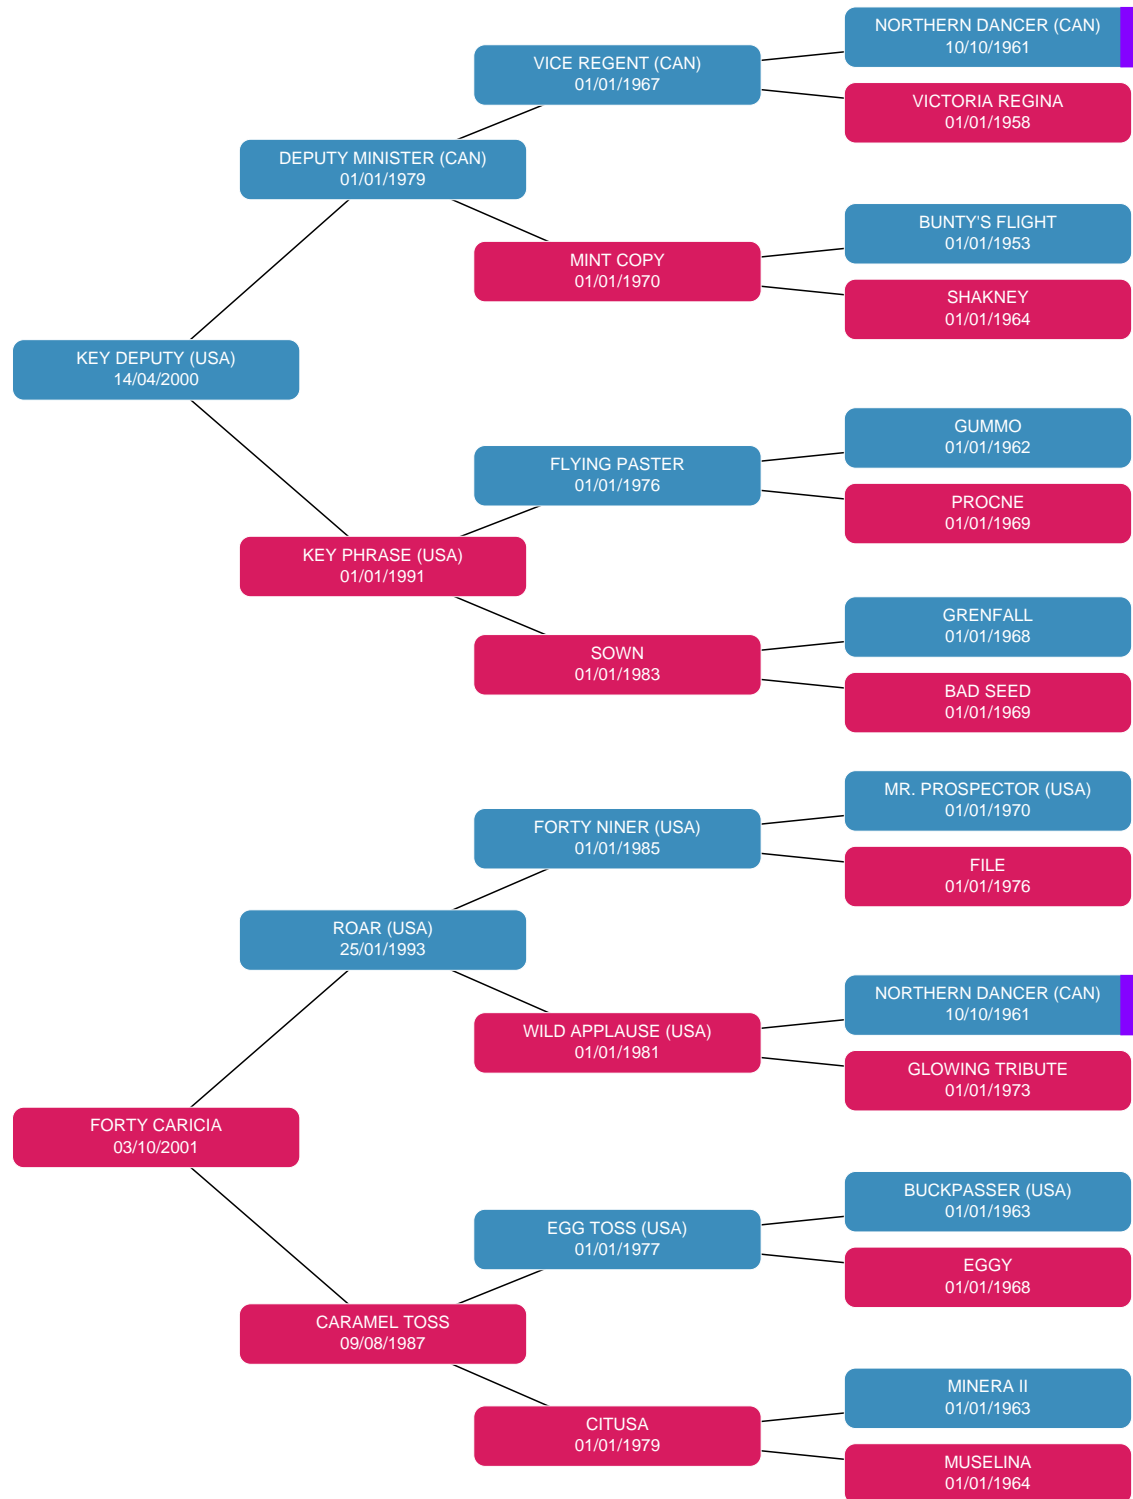 NORTHERN DANCER (CAN)
10/10/1961
VICE REGENT (CAN)
01/01/1967
VICTORIA REGINA
01/01/1958
DEPUTY MINISTER (CAN)
01/01/1979
BUNTY'S FLIGHT
01/01/1953
MINT COPY
01/01/1970
SHAKNEY
01/01/1964
KEY DEPUTY (USA)
14/04/2000
GUMMO
01/01/1962
FLYING PASTER
01/01/1976
PROCNE
01/01/1969
KEY PHRASE (USA)
01/01/1991
GRENFALL
01/01/1968
SOWN
01/01/1983
BAD SEED
01/01/1969
MR. PROSPECTOR (USA)
01/01/1970
FORTY NINER (USA)
01/01/1985
FILE
01/01/1976
ROAR (USA)
25/01/1993
NORTHERN DANCER (CAN)
10/10/1961
WILD APPLAUSE (USA)
01/01/1981
GLOWING TRIBUTE
01/01/1973
FORTY CARICIA
03/10/2001
BUCKPASSER (USA)
01/01/1963
EGG TOSS (USA)
01/01/1977
EGGY
01/01/1968
CARAMEL TOSS
09/08/1987
MINERA II
01/01/1963
CITUSA
01/01/1979
MUSELINA
01/01/1964